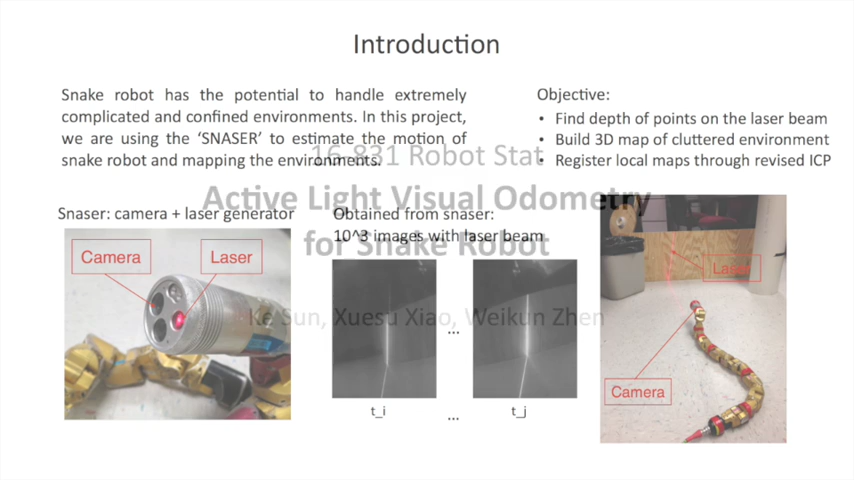 Introduction
Snake robot has the potential to handle extremely
complicated and confined environments. In this project,
we are using the ‘SNASER’ to estimate the motion of
snake robot and mapping the environments.
Objective:
• Find depth of points on the laser beam
• Build 3D map of cluttered environment
• Register local maps through revised ICP
16-831 Robot Stat
Active Light Visual Odometry
for Snake Robot
Ke Sun, Xuesu Xiao, Weikun Zhen
Snaser: camera + laser generator
Obtained from snaser:
10^3 images with laser beam
Camera
Laser
...
t_i
...
t_j
Laser
Camera